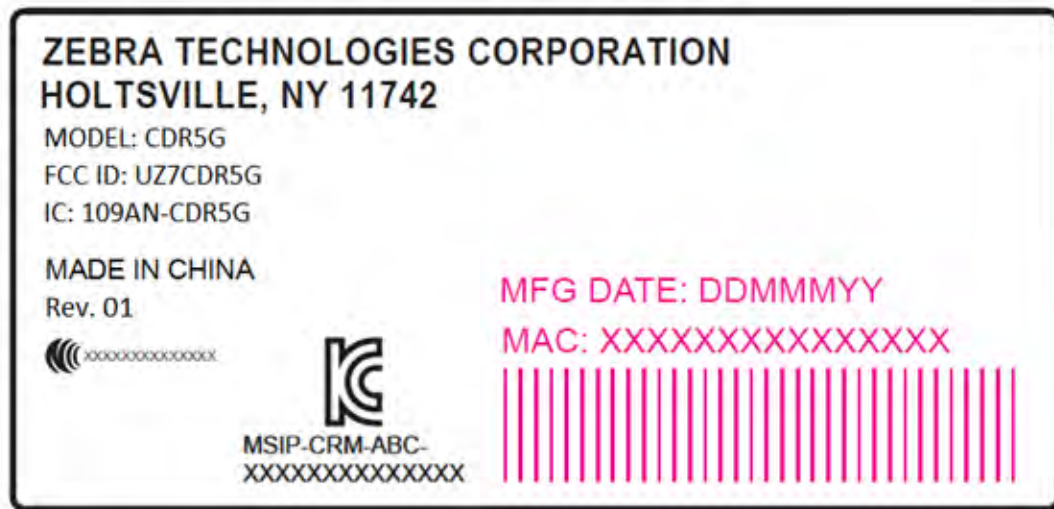 ZEBRA TECHNOLOGIES CORPORATION
HOLTSVILLE, NY 11742
MODEL: CDR5G
FCC ID: UZ7CDR5G
IC: 109AN-CDR5G
MADE IN CHINA
Rev. 01
XXXXXXXXXXXXXX
MSIP-CRM-ABC-
XXXXXXXXXXXXXX
MFG DATE: DDMMMYY
MAC: XXXXXXXXXXXXXXX